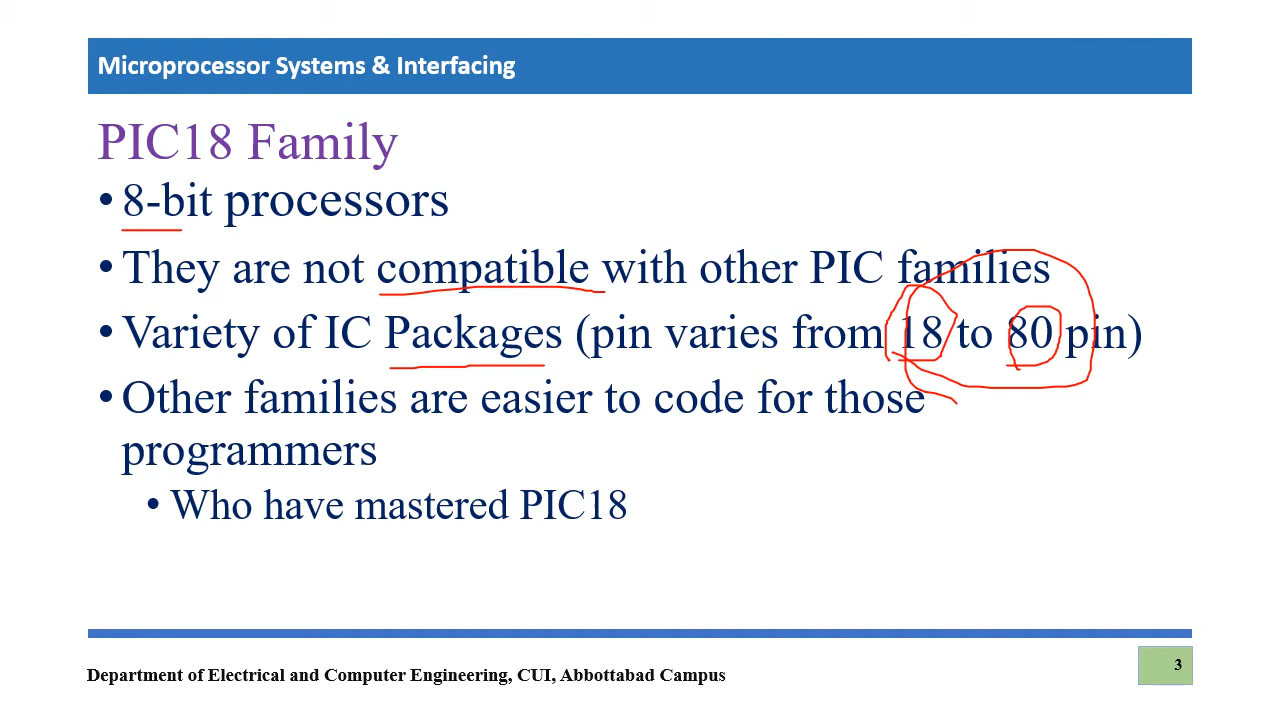 Microprocessor Systems & Interfacing
PIC18 Family
• 8-bit processors
• They are not compatible with other PIC families
• Variety of IC Packages (pin varies from 18 to 80 pin)
• Other families are easier to code for those
programmers
• Who have mastered PIC18
Department of Electrical and Computer Engineering, CUI, Abbottabad Campus
3